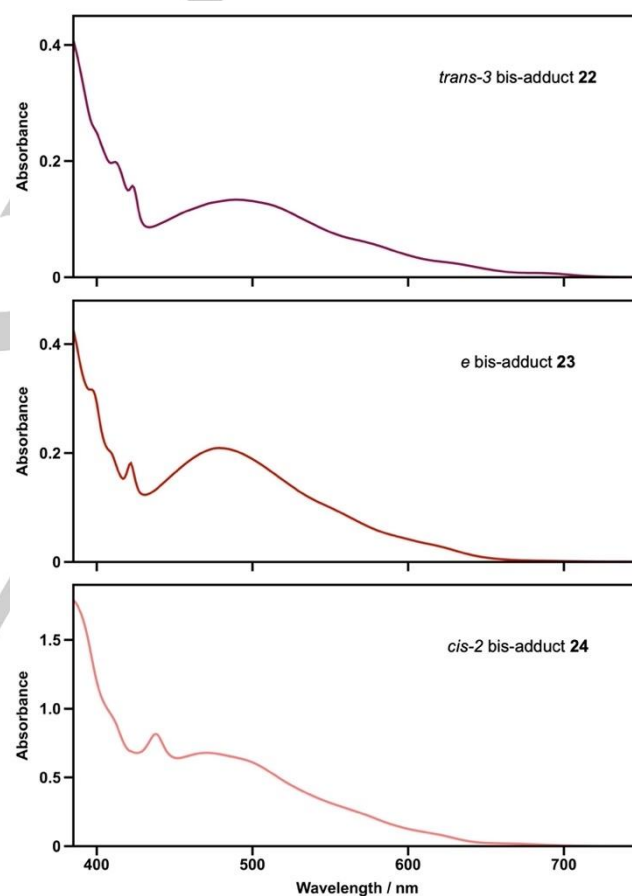 trans-3 bis-adduct 22
Absorbance
0.4
0.2
0
e bis-adduct 23
Absorbance
0.4
0.2
0
cis-2 bis-adduct 24
Absorbance
1.5
1.0
0.5
0
400 500 600 700
Wavelength / nm